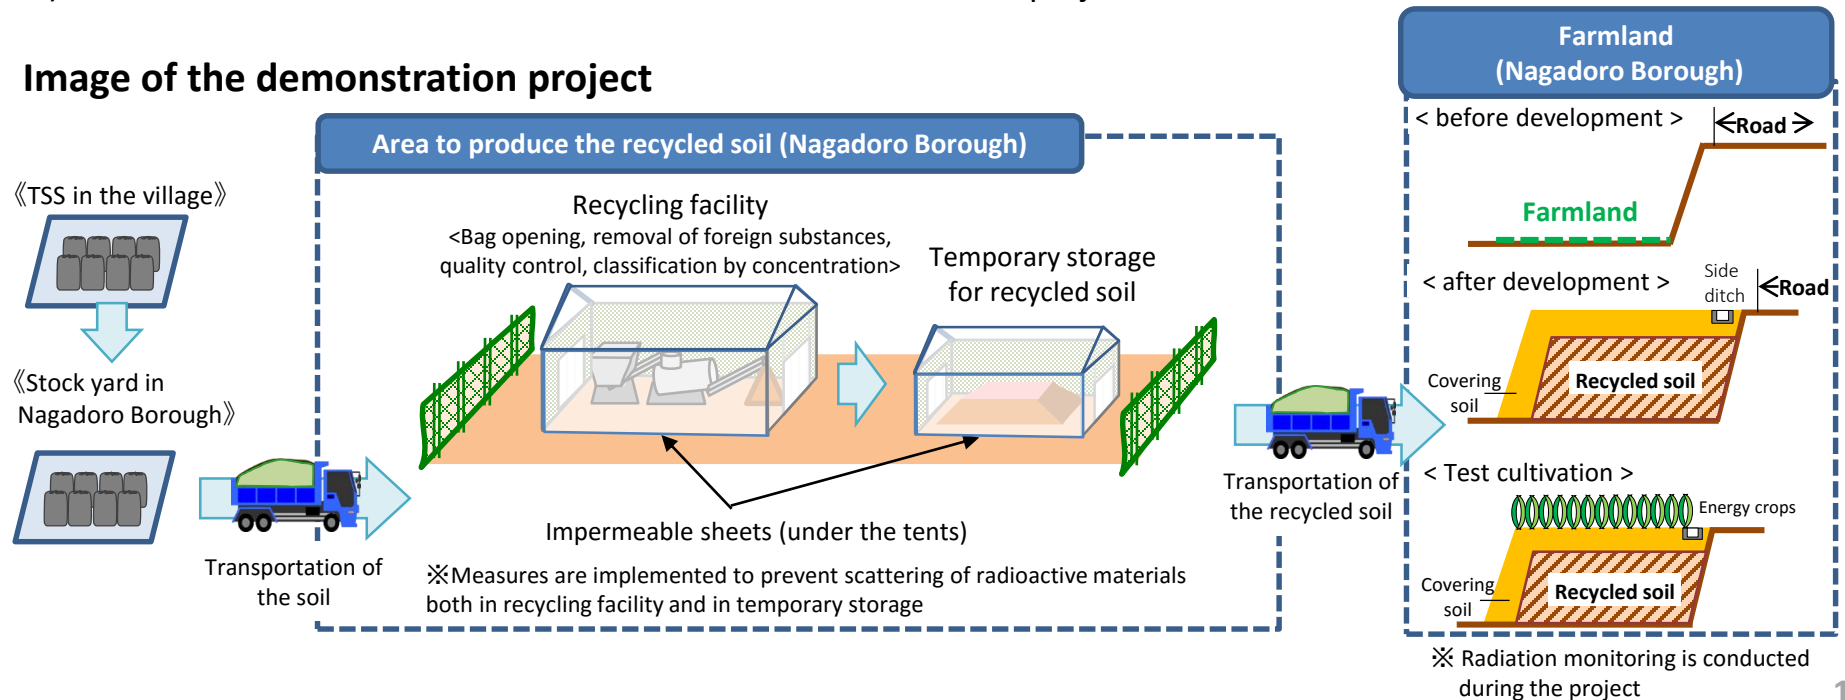 Image of the demonstration project
《TSS in the village》
《Stock yard in
Nagadoro Borough》
Transportation of
the soil
Area to produce the recycled soil (Nagadoro Borough)
Recycling facility
<Bag opening, removal of foreign substances,
quality control, classification by concentration>
Temporary storage
for recycled soil
Impermeable sheets (under the tents)
※Measures are implemented to prevent scattering of radioactive materials
both in recycling facility and in temporary storage
Transportation of
the recycled soil
Farmland
(Nagadoro Borough)
< before development >
Road
Farmland
< after development >
Side
ditch
Road
Covering
soil
Recycled soil
< Test cultivation >
Energy crops
Covering
soil
Recycled soil
※ Radiation monitoring is conducted
during the project